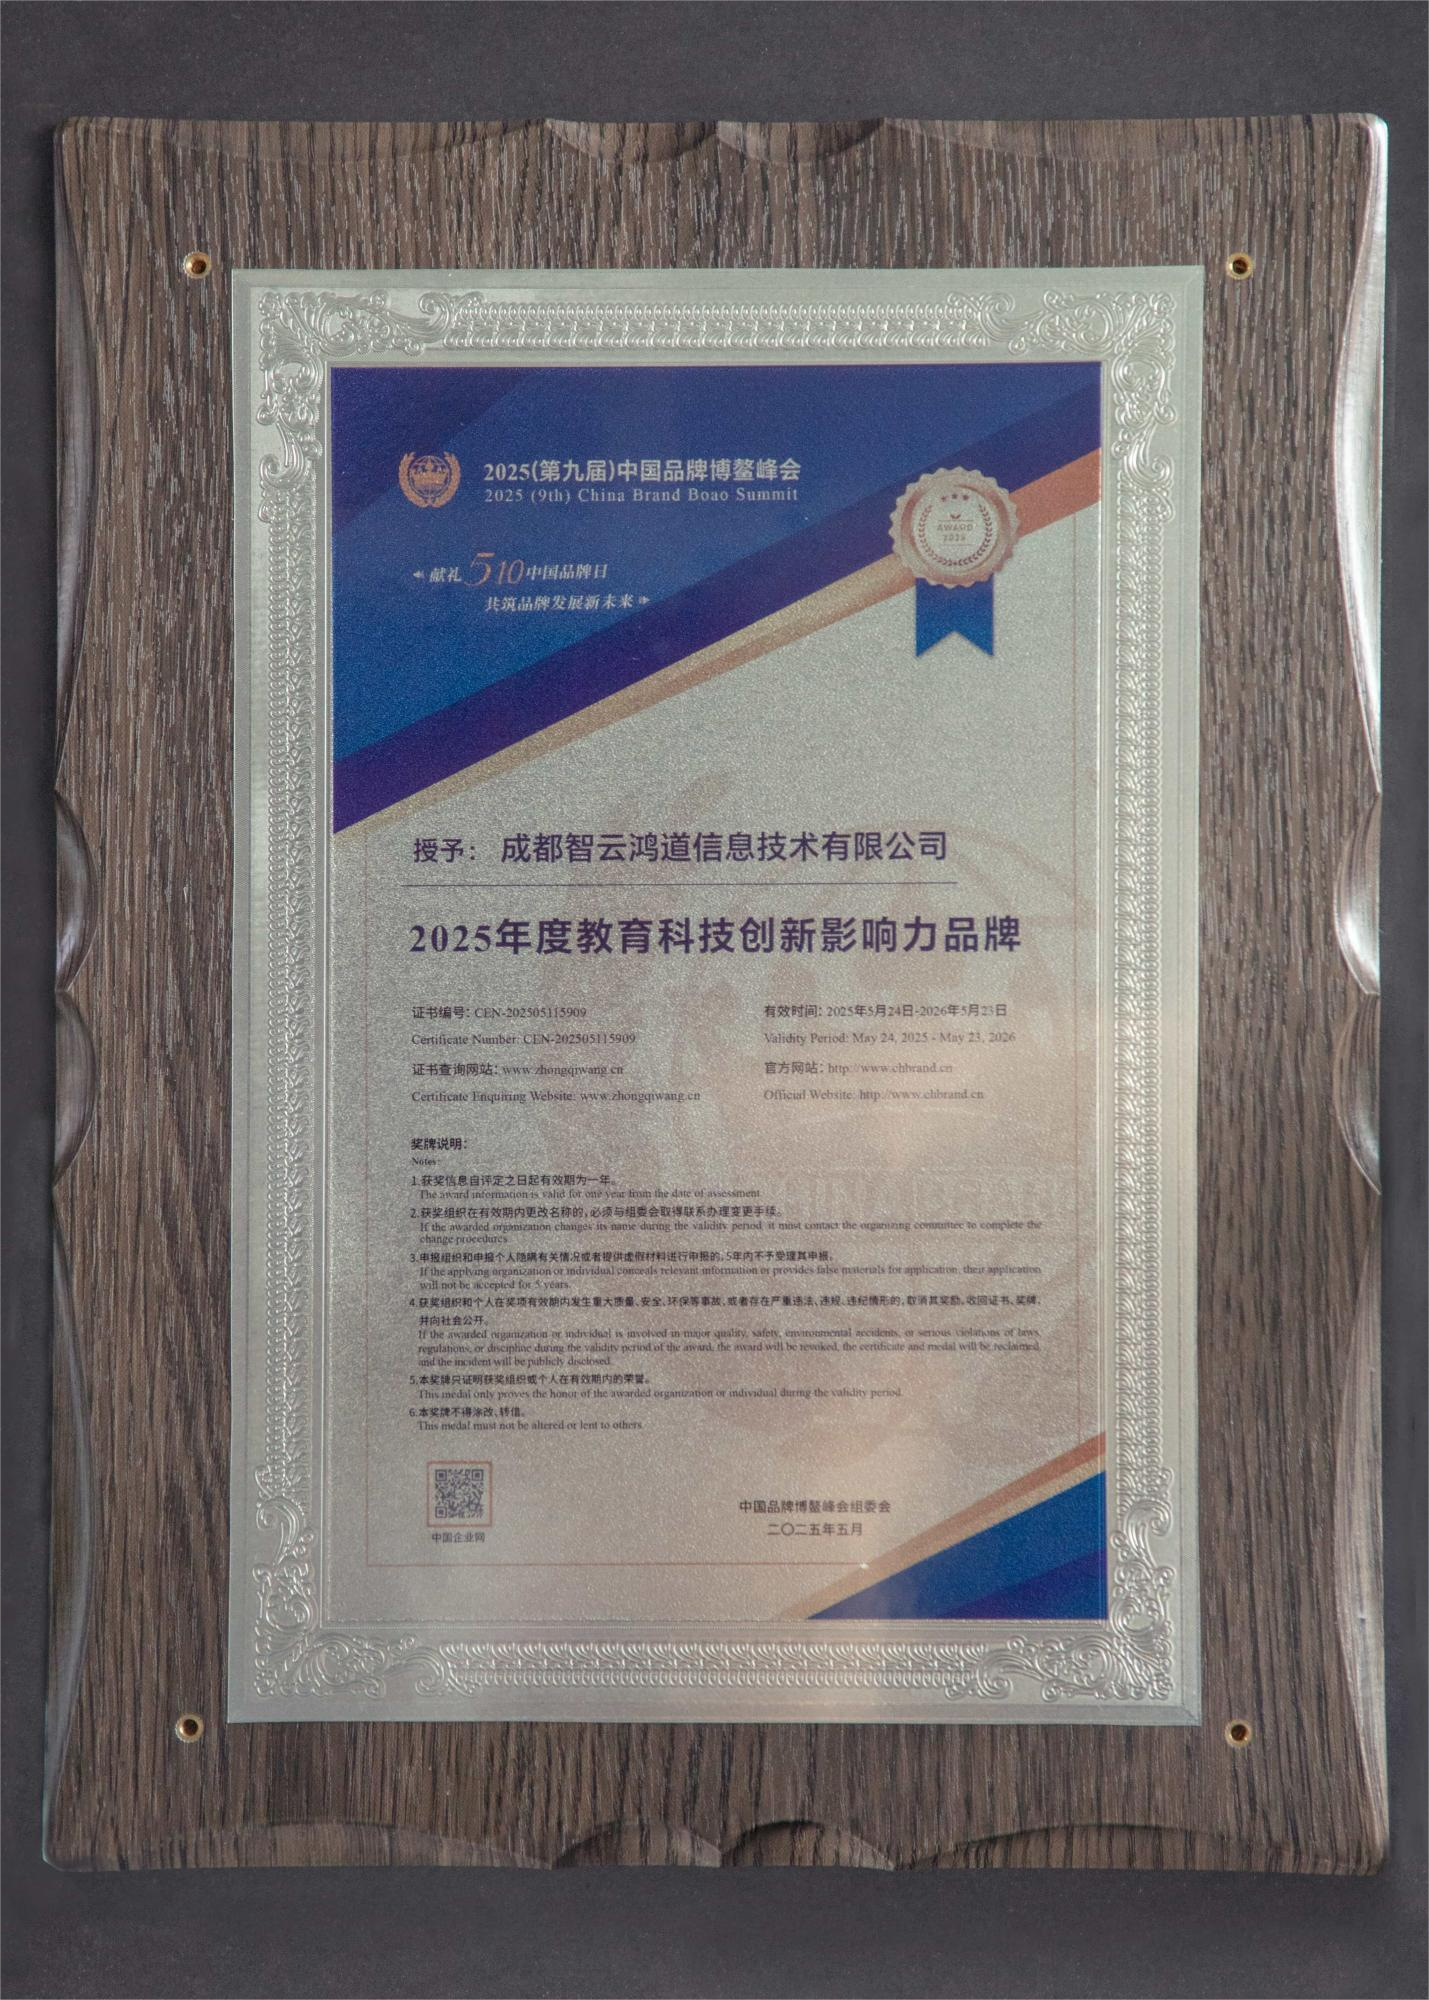 2025(第九届)中国品牌博鳌峰会
2025 (9th) China Brand Boao Summit
献礼510中国品牌日
共筑品牌发展新未来
AWARD
2025
授予： 成都智云鸿道信息技术有限公司
2025年度教育科技创新影响力品牌
证书编号：CEN-202505115909
Certificate Number: CEN-202505115909
证书查询网站：www.zhongqiwang.cn
Certificate Enquiring Website: www.zhongqiwang.cn
有效时间：2025年5月24日-2026年5月23日
Validity Period: May 24, 2025 - May 23, 2026
官方网站：http://www.chbrand.cn
Official Website: http://www.chbrand.cn
奖牌说明：
Notes:
1.获奖信息自评定之日起有效期为一年。
The award information is valid for one year from the date of assessment.
2.获奖组织在有效期内更改名称的，必须与组委会取得联系办理变更手续。
If the awarded organization changes its name during the validity period, it must contact the organizing committee to complete the
change procedures.
3.申报组织和申报个人隐瞒有关情况或者提供虚假材料进行申报的，5年内不予受理其申报。
If the applying organization or individual conceals relevant information or provides false materials for application, their application
will not be accepted for 5 years.
4.获奖组织和个人在奖项有效期内发生重大质量、安全、环保等事故，或者存在严重违法、违规、违纪情形的，取消其奖励，收回证书、奖牌，
并向社会公开。
If the awarded organization or individual is involved in major quality, safety, environmental accidents, or serious violations of laws,
regulations, or discipline during the validity period of the award, the award will be revoked, the certificate and medal will be reclaimed,
and the incident will be publicly disclosed.
5.本奖牌只证明获奖组织或个人在有效期内的荣誉。
This medal only proves the honor of the awarded organization or individual during the validity period.
6.本奖牌不得涂改、转借。
This medal must not be altered or lent to others.
中国企业网
中国品牌博鳌峰会组委会
二〇二五年五月